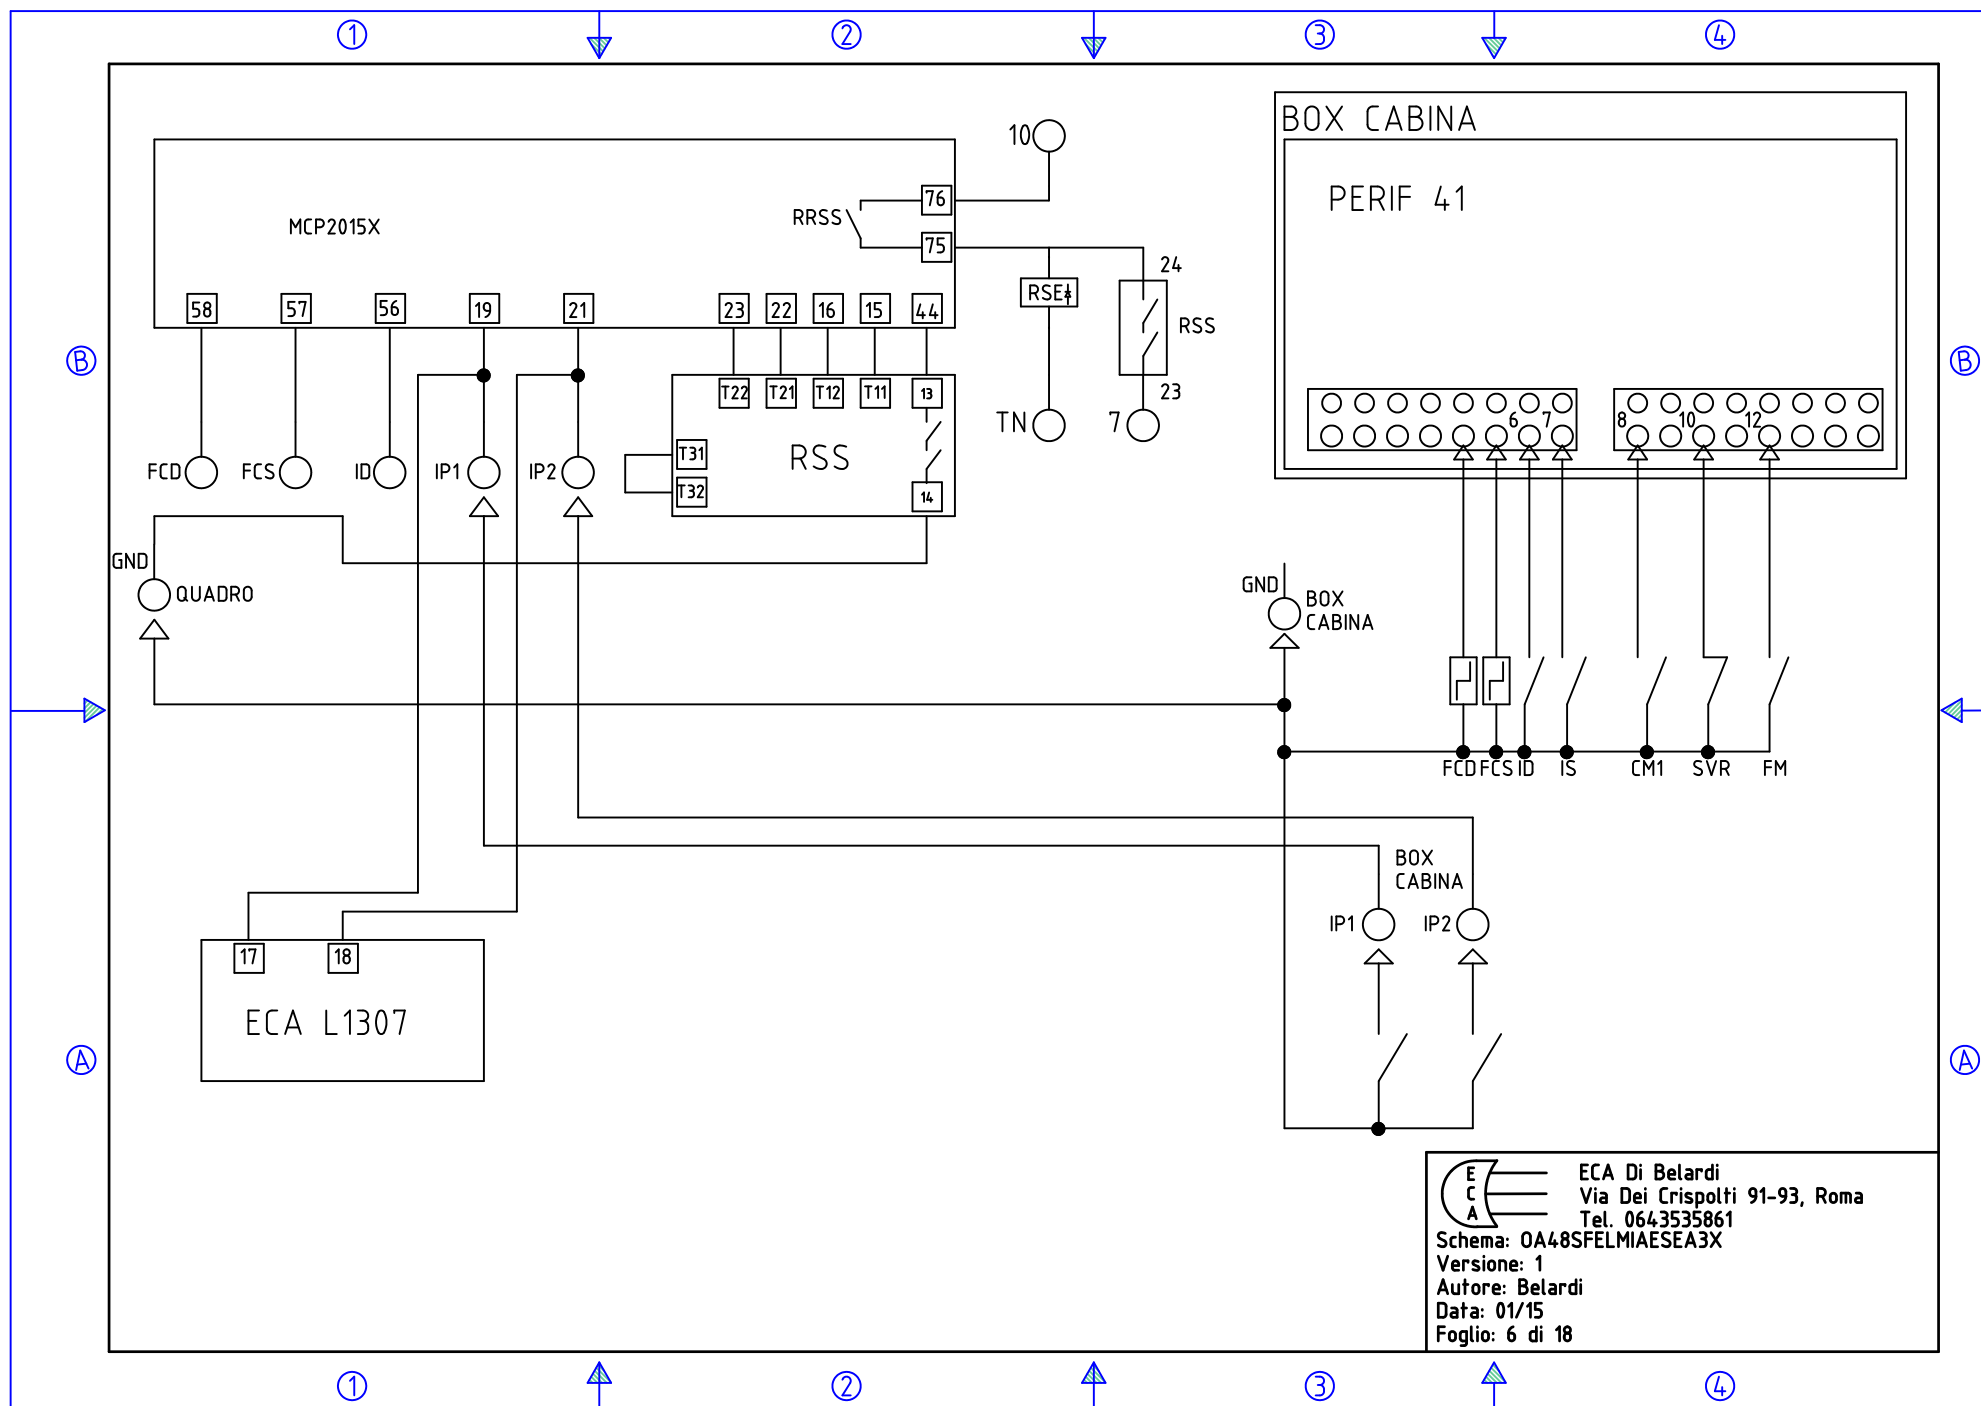 1 2 3 4
BOX CABINA
PERIF 41
10
MCP2015X
RRSS
76
75
24
RSE
RSS
23
58 57 56 19 21 23 22 16 15 44
B
B
T22 T21 T12 T11 13
T31
T32
RSS
14
FCD FCS ID IP1 IP2
TN
7
6 7 8 10 12
GND
QUADRO
GND
BOX
CABINA
FCD FCS ID IS CM1 SVR FM
BOX
CABINA
IP1 IP2
17 18
ECA L1307
A
A
E
C
A
ECA Di Belardi
Via Dei Crispolti 91-93, Roma
Tel. 0643535861
Schema: OA48SFELMIAESEA3X
Versione: 1
Autore: Belardi
Data: 01/15
Foglio: 6 di 18
1 2 3 4